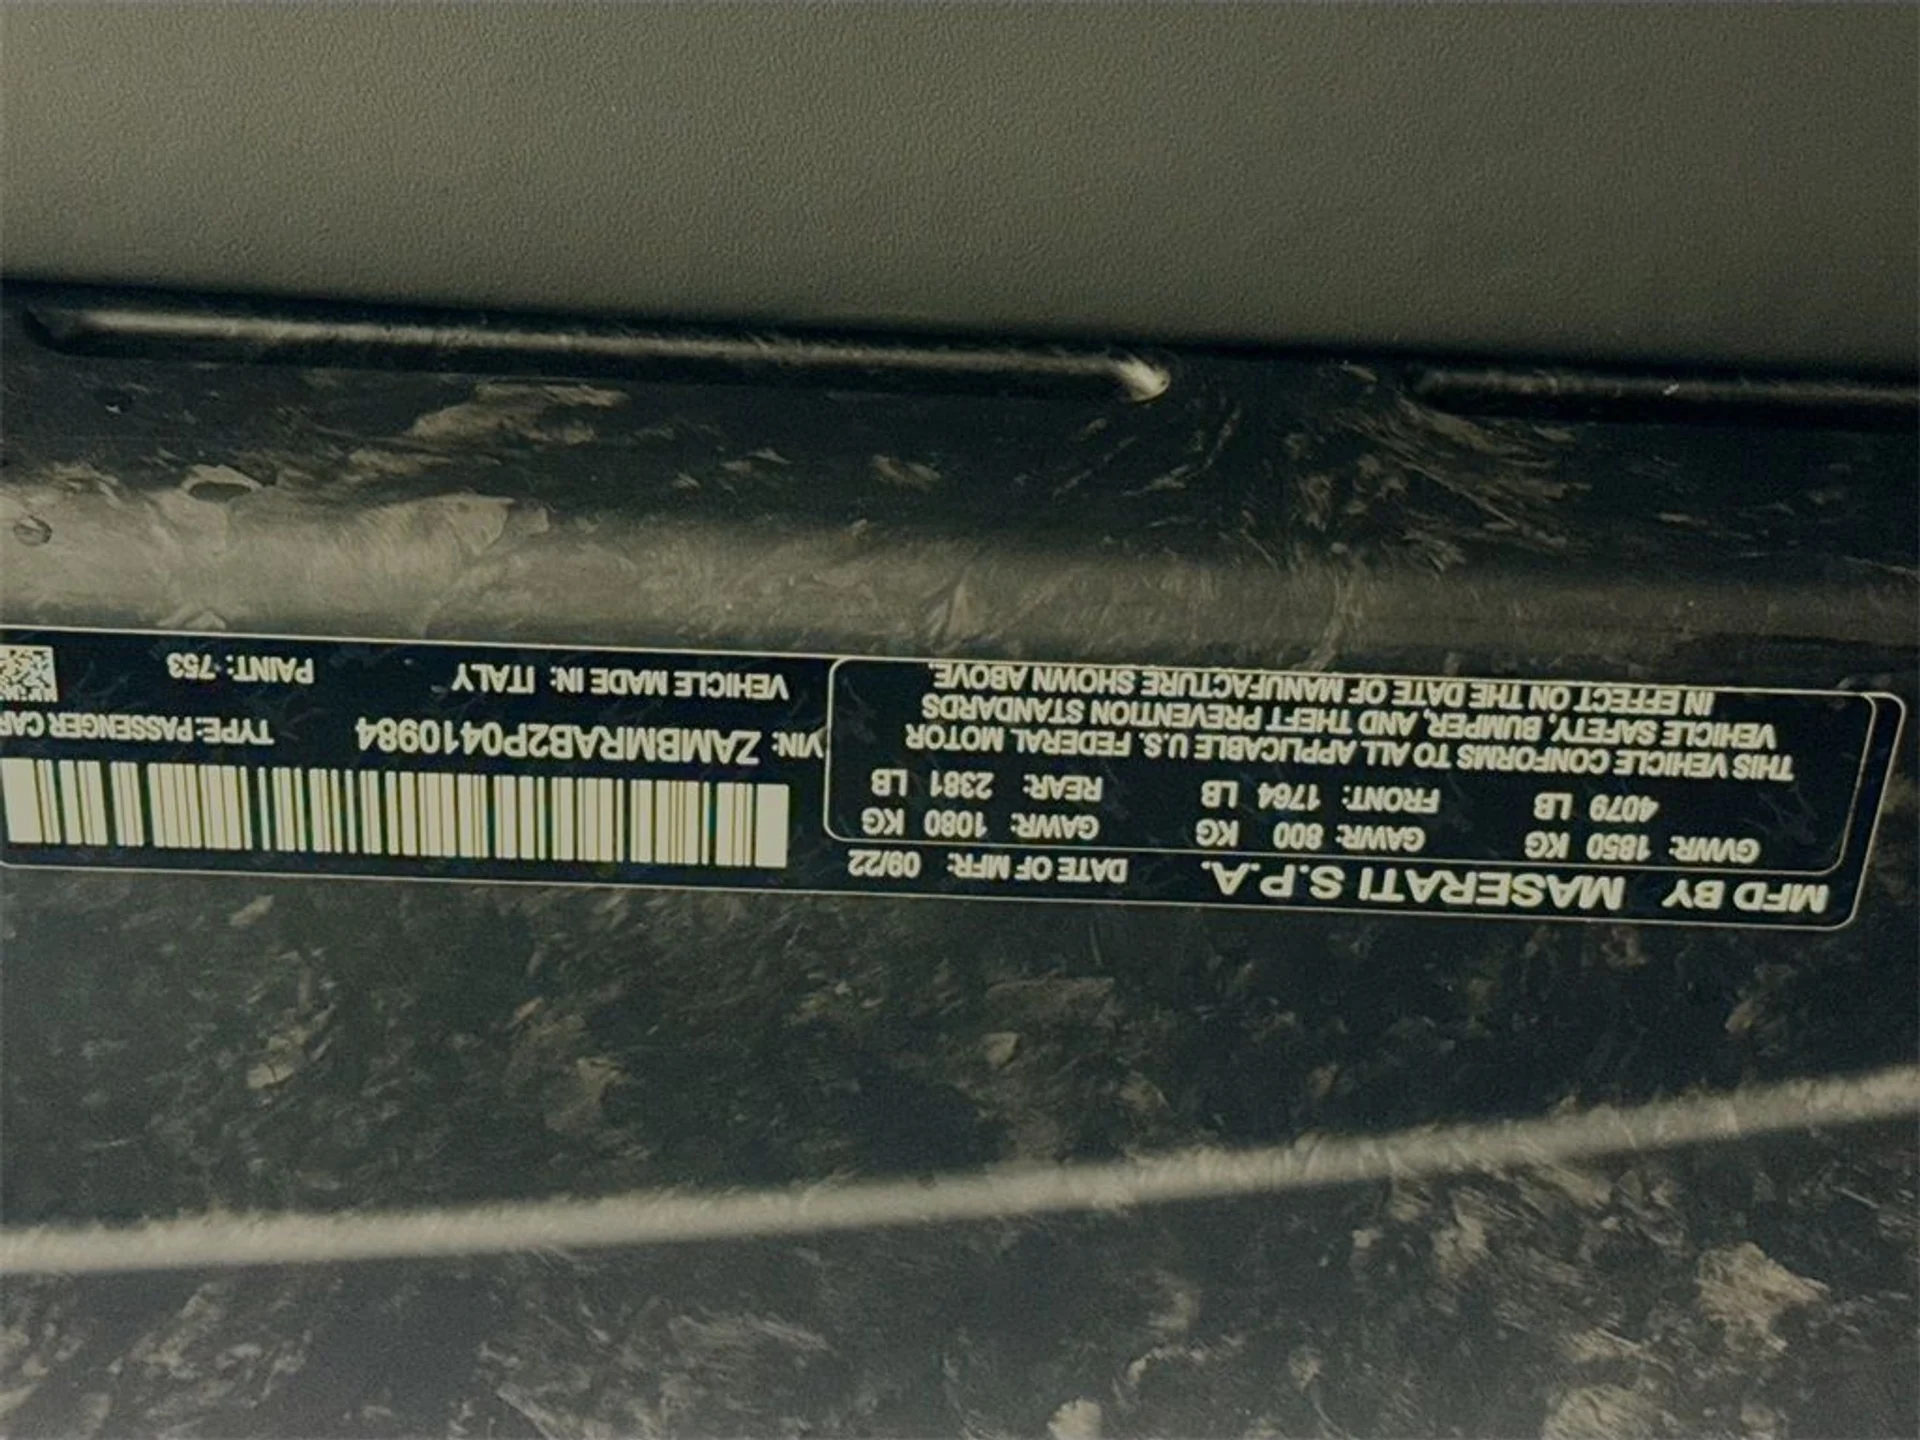 MFD BY MASERATI S.P.A. DATE OF MFR: 09/22
GVWR: 1850 KG GAWR: 800 KG GAWR: 1080 KG
4079 LB FRONT: 1764 LB REAR: 2381 LB
THIS VEHICLE CONFORMS TO ALL APPLICABLE U.S. FEDERAL MOTOR
VEHICLE SAFETY, BUMPER, AND THEFT PREVENTION STANDARDS
IN EFFECT ON THE DATE OF MANUFACTURE SHOWN ABOVE.
VIN: ZAMBMRAB2P0410984 TYPE: PASSENGER CAR
VEHICLE MADE IN: ITALY PAINT: 753